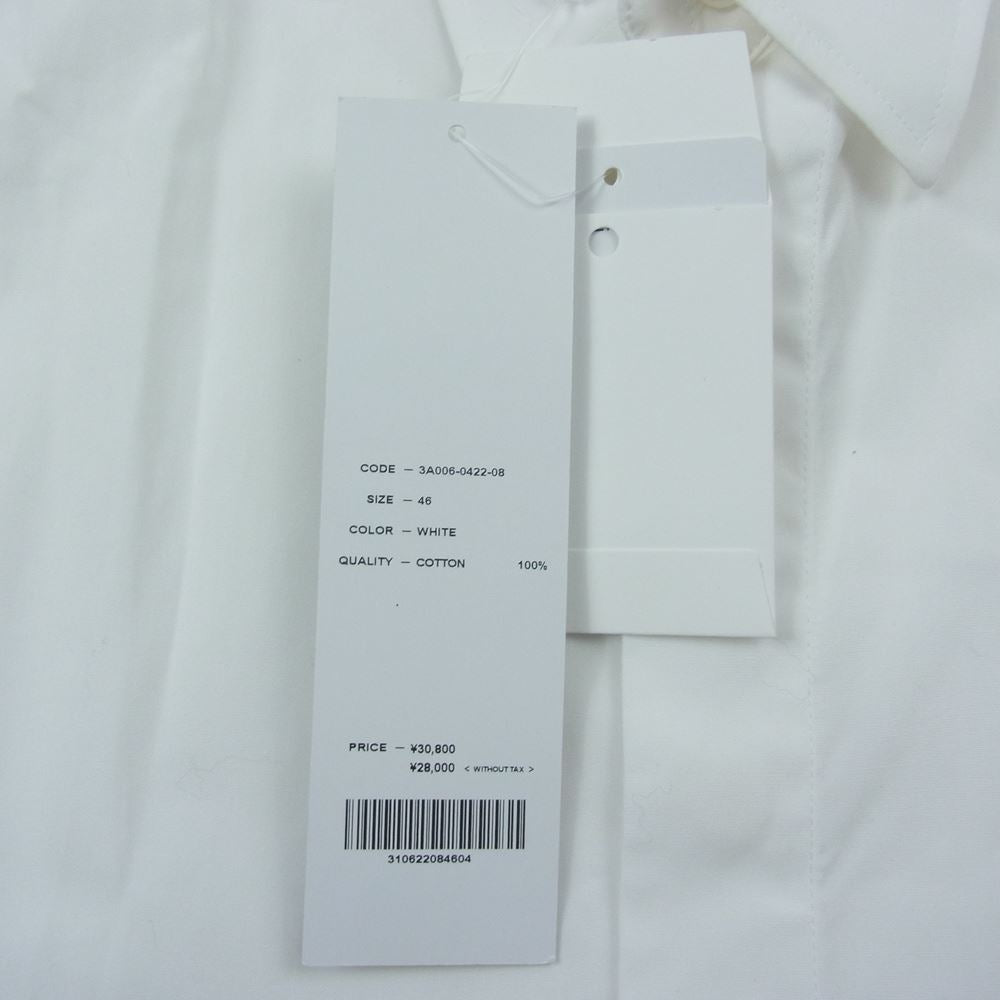 CODE — 3A006-0422-08
SIZE — 46
COLOR — WHITE
QUALITY — COTTON 100%
PRICE — ¥30,800
¥28,000 < WITHOUT TAX >
310622084604